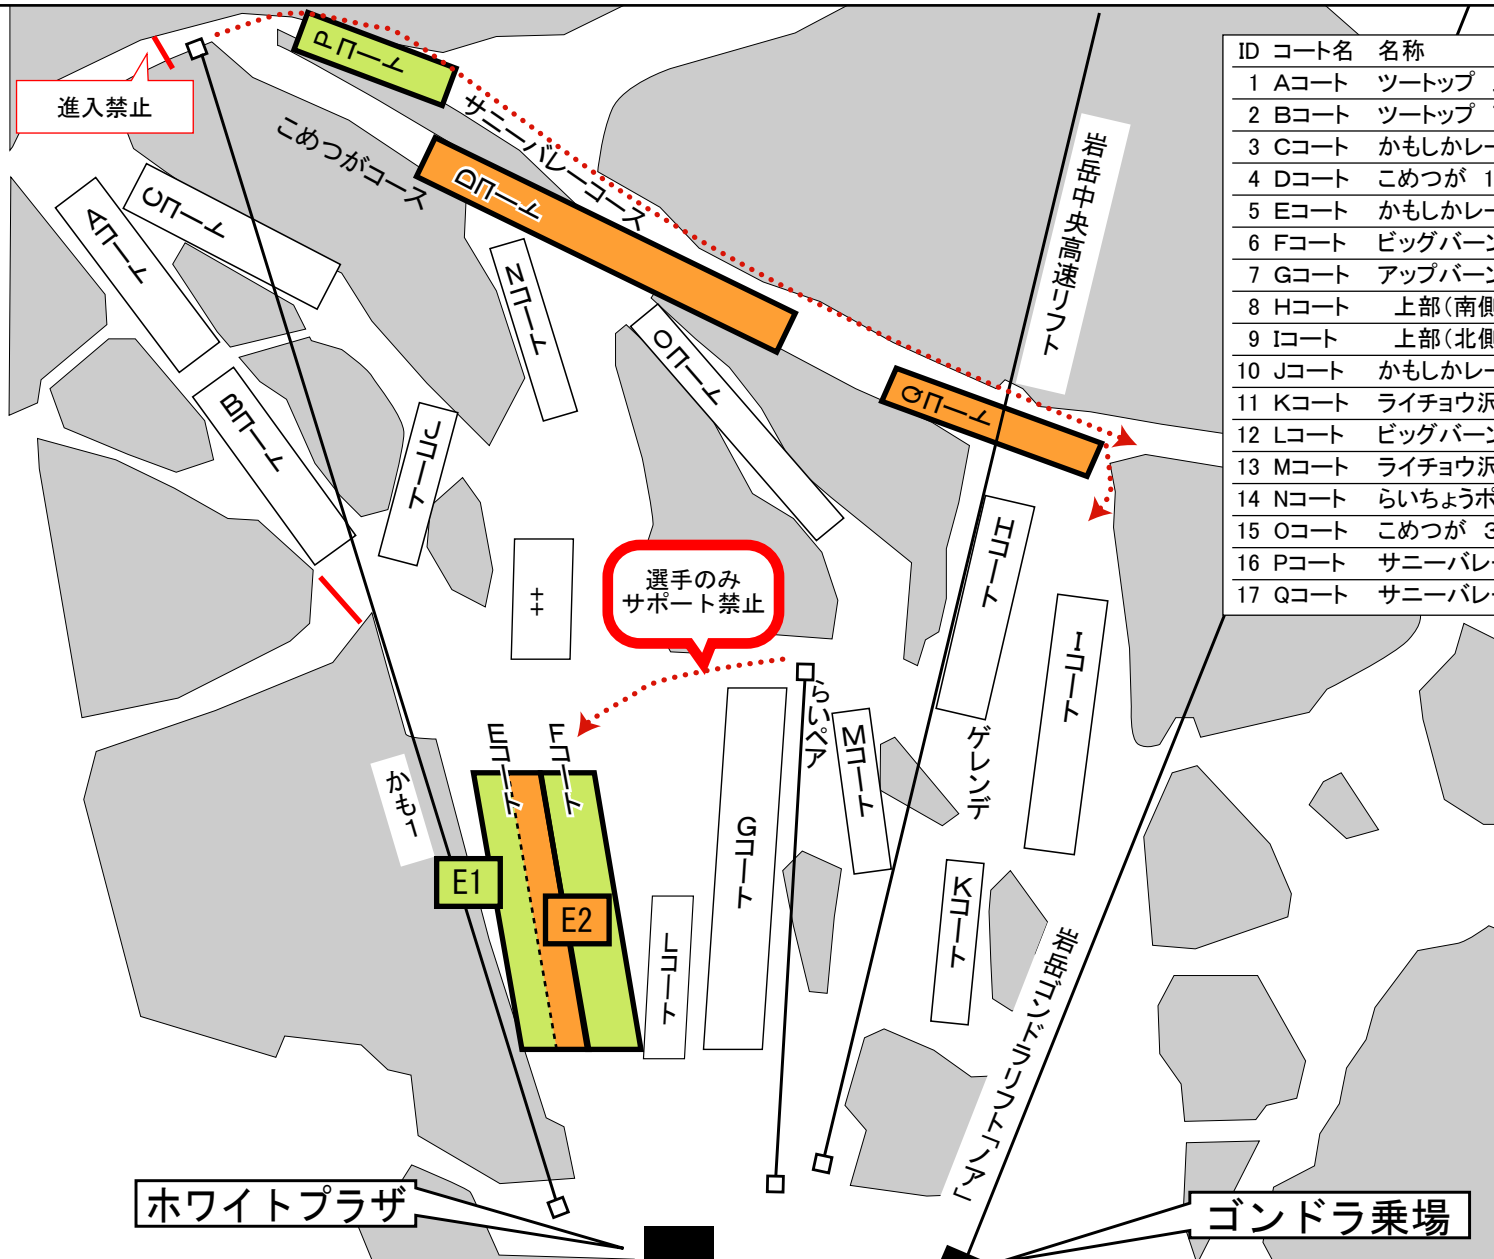 進入禁止
Pコート
サニーバレーコース
こめつがコース
Dコート
Cコート
Aコート
Bコート
Nコート
Jコート
Oコート
Qコート
岩岳中央高速リフト
ID コート名 名称
1 Aコート ツートップ
2 Bコート ツートップ
3 Cコート かもしかレー
4 Dコート こめつが 1
5 Eコート かもしかレー
6 Fコート ビッグバーン
7 Gコート アップバーン
8 Hコート 上部(南側
9 Iコート 上部(北側
10 Jコート かもしかレー
11 Kコート ライチョウ沢
12 Lコート ビッグバーン
13 Mコート ライチョウ沢
14 Nコート らいちょうポ
15 Oコート こめつが 3
16 Pコート サニーバレー
17 Qコート サニーバレー
選手のみ
サポート禁止
Hコート
Iコート
ゲレンデ
らいペア
Mコート
Eコート
Fコート
かも1
E1
E2
Gコート
Lコート
Kコート
岩岳ゴンドラリフト「ノア」
ホワイトプラザ
ゴンドラ乗場